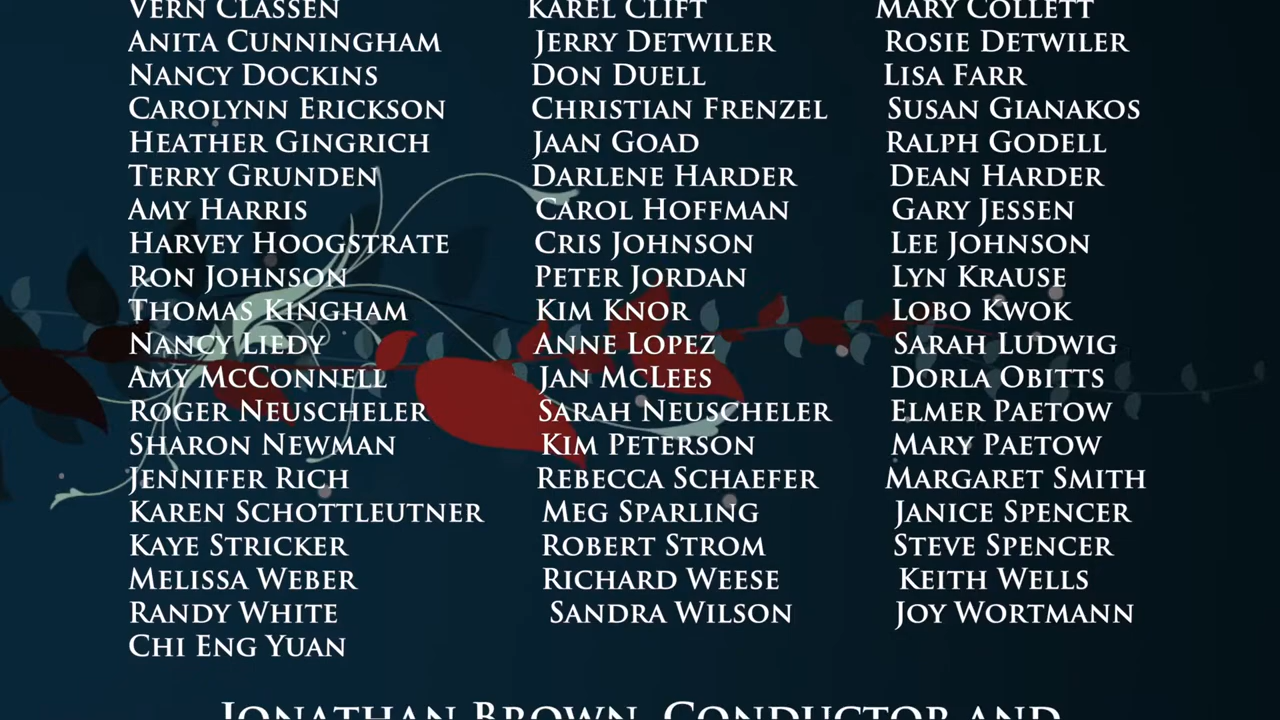 VERN CLASSEN KAREL CLIFT MARY COLLETT
ANITA CUNNINGHAM JERRY DETWILER ROSIE DETWILER
NANCY DOCKINS DON DUELL LISA FARR
CAROLYNN ERICKSON CHRISTIAN FRENZEL SUSAN GIANAKOS
HEATHER GINGRICH JAAN GOAD RALPH GODELL
TERRY GRUNDEN DARLENE HARDER DEAN HARDER
AMY HARRIS CAROL HOFFMAN GARY JESSEN
HARVEY HOOGSTRATE CRIS JOHNSON LEE JOHNSON
RON JOHNSON PETER JORDAN LYN KRAUSE
THOMAS KINGHAM KIM KNOR LOBO KWOK
NANCY LIEDY ANNE LOPEZ SARAH LUDWIG
AMY MCCONNELL JAN MCLEES DORLA OBITTS
ROGER NEUSCHELER SARAH NEUSCHELER ELMER PAETOW
SHARON NEWMAN KIM PETERSON MARY PAETOW
JENNIFER RICH REBECCA SCHAEFER MARGARET SMITH
KAREN SCHOTTLEUTNER MEG SPARLING JANICE SPENCER
KAYE STRICKER ROBERT STROM STEVE SPENCER
MELISSA WEBER RICHARD WEESE KEITH WELLS
RANDY WHITE SANDRA WILSON JOY WORTMANN
CHI ENG YUAN
JONATHAN BROWN, CONDUCTOR AND